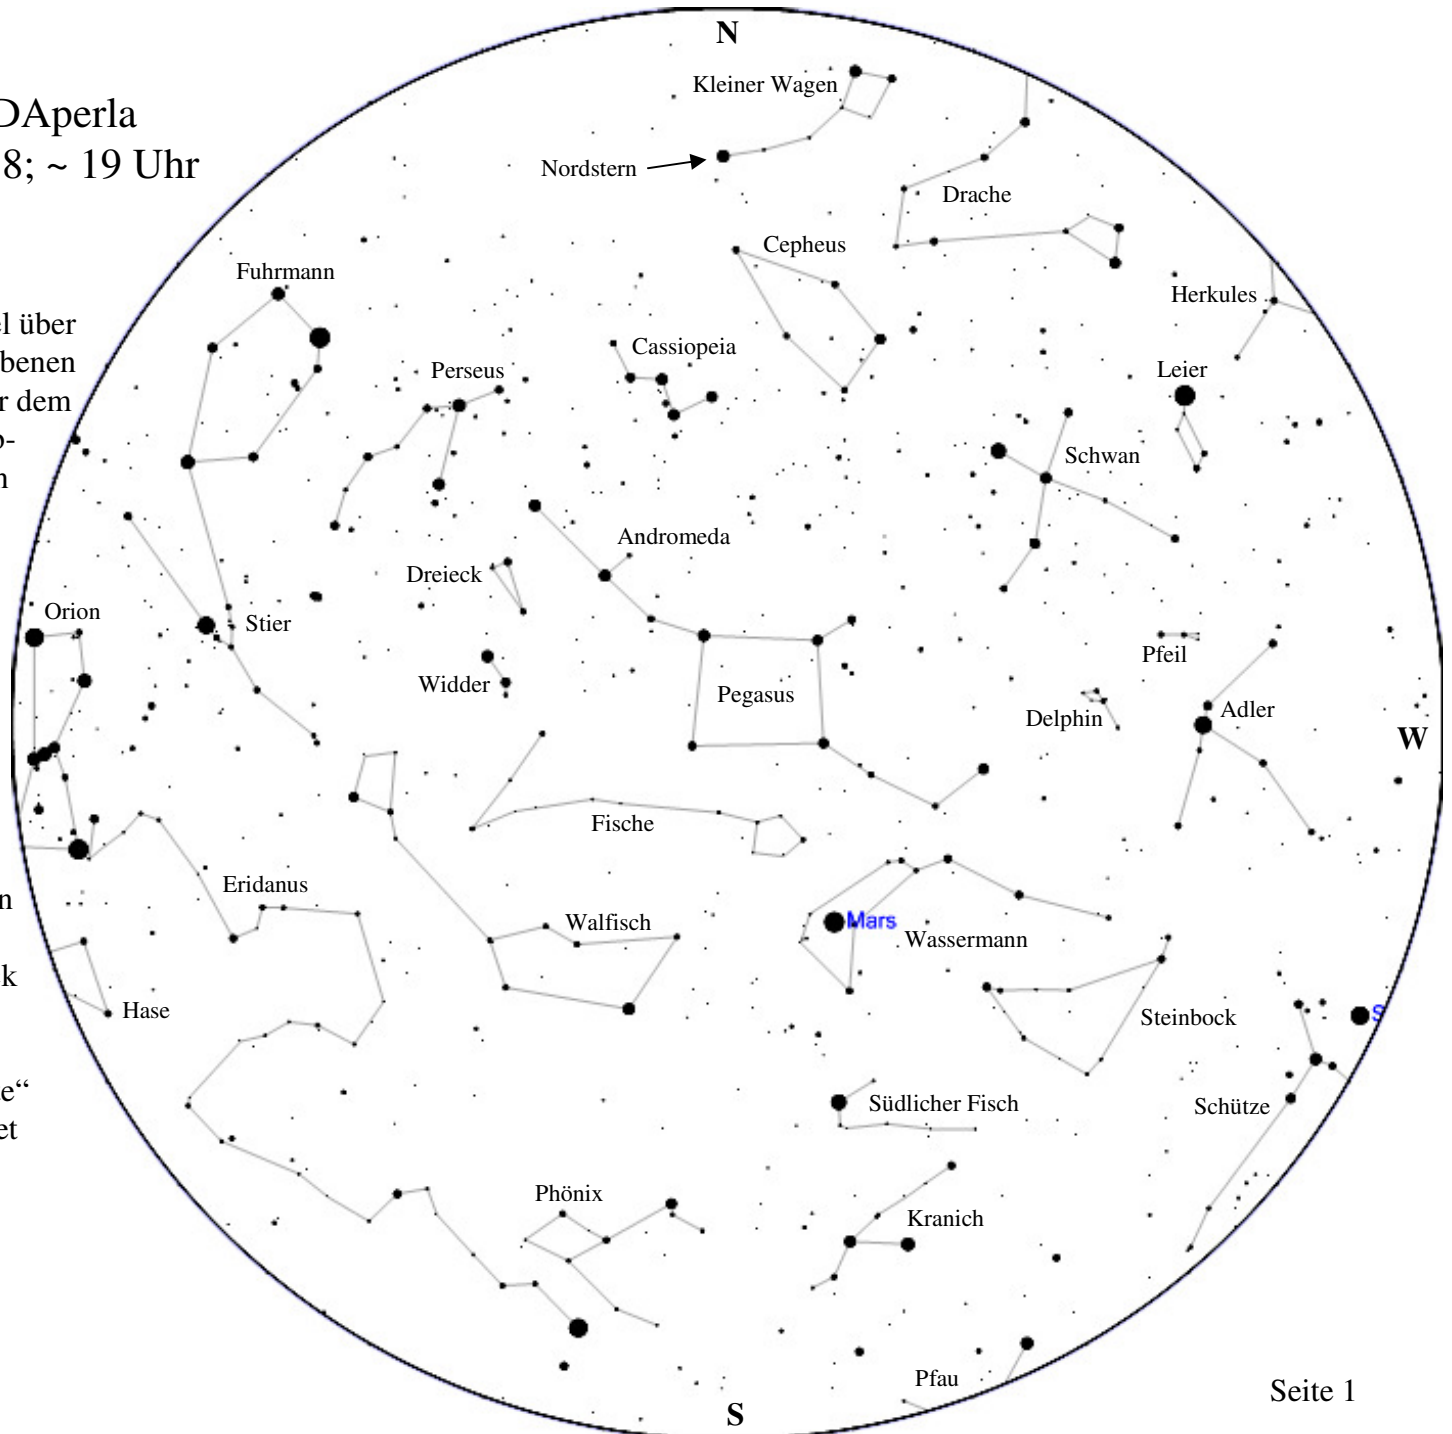 N
Kleiner Wagen
DAperla
8; ~ 19 Uhr
Nordstern
Drache
Cepheus
Fuhrmann
Herkules
el über
benen
Cassiopeia
Perseus
Leier
r dem
Schwan
n
Andromeda
Dreieck
Orion
Stier
Pfeil
Widder
Pegasus
Delphin
Adler
W
Fische
Eridanus
n
Walfisch
Mars
Wassermann
k
Hase
Steinbock
S
e“
Südlicher Fisch
Schütze
et
Phönix
Kranich
Pfau
Seite 1
S